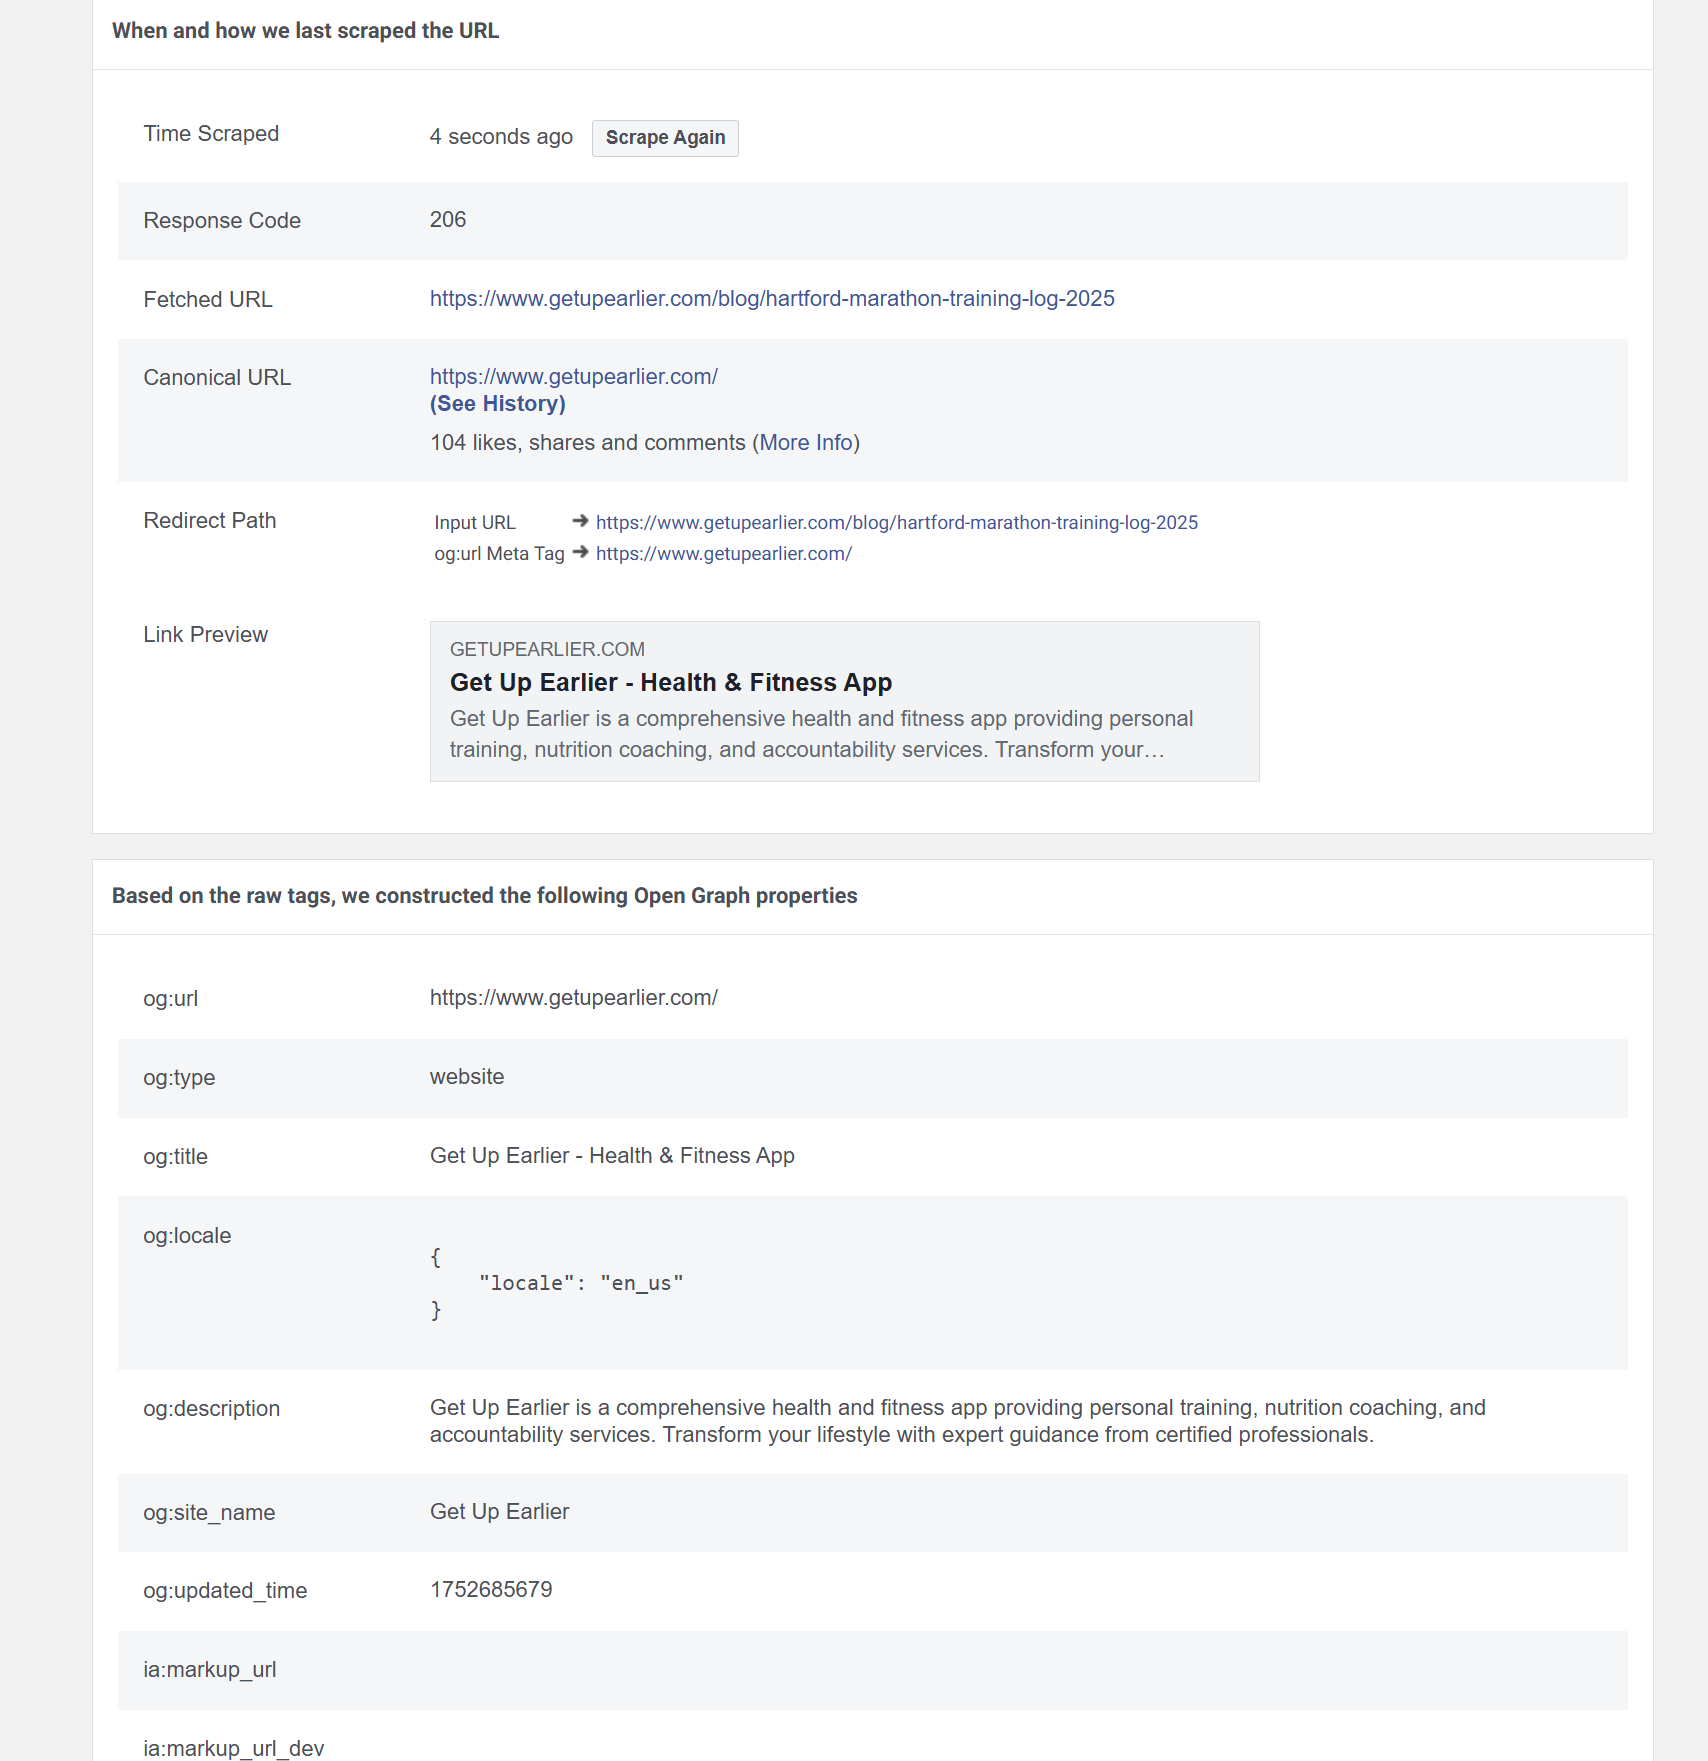 When and how we last scraped the URL
Time Scraped
4 seconds ago Scrape Again
Response Code
206
Fetched URL
https://www.getupearlier.com/blog/hartford-marathon-training-log-2025
Canonical URL
https://www.getupearlier.com/
(See History)
104 likes, shares and comments (More Info)
Redirect Path
Input URL ➔ https://www.getupearlier.com/blog/hartford-marathon-training-log-2025
og:url Meta Tag ➔ https://www.getupearlier.com/
Link Preview
GETUPEARLIER.COM
Get Up Earlier - Health & Fitness App
Get Up Earlier is a comprehensive health and fitness app providing personal
training, nutrition coaching, and accountability services. Transform your…
Based on the raw tags, we constructed the following Open Graph properties
og:url
https://www.getupearlier.com/
og:type
website
og:title
Get Up Earlier - Health & Fitness App
og:locale
{
"locale": "en_us"
}
og:description
Get Up Earlier is a comprehensive health and fitness app providing personal training, nutrition coaching, and
accountability services. Transform your lifestyle with expert guidance from certified professionals.
og:site_name
Get Up Earlier
og:updated_time
1752685679
ia:markup_url
ia:markup_url_dev